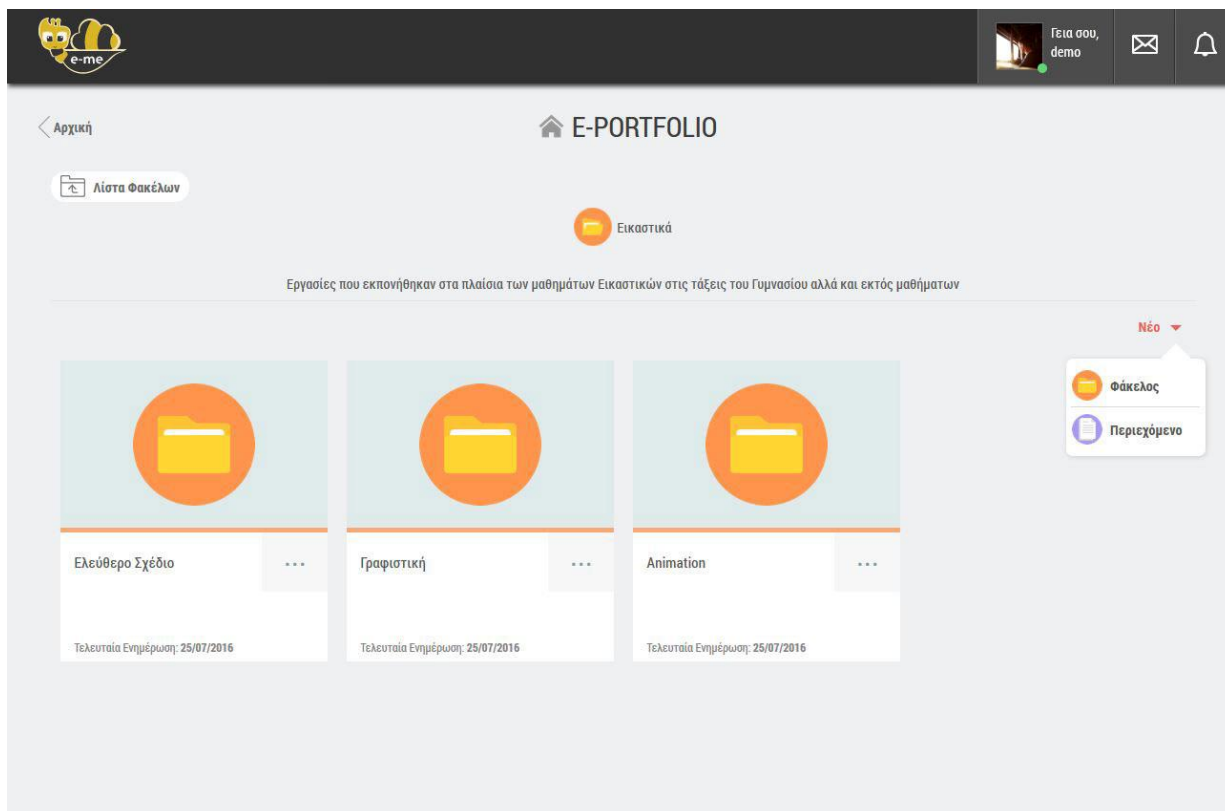 e-me
Γεια σου,
demo
Αρχική
E-PORTFOLIO
Λίστα Φακέλων
Εικαστικά
Εργασίες που εκπονήθηκαν στα πλαίσια των μαθημάτων Εικαστικών στις τάξεις του Γυμνασίου αλλά και εκτός μαθήματων
Νέο
Φάκελος
Περιεχόμενο
Ελεύθερο Σχέδιο
...
Γραφιστική
...
Animation
...
Τελευταία Ενημέρωση: 25/07/2016
Τελευταία Ενημέρωση: 25/07/2016
Τελευταία Ενημέρωση: 25/07/2016